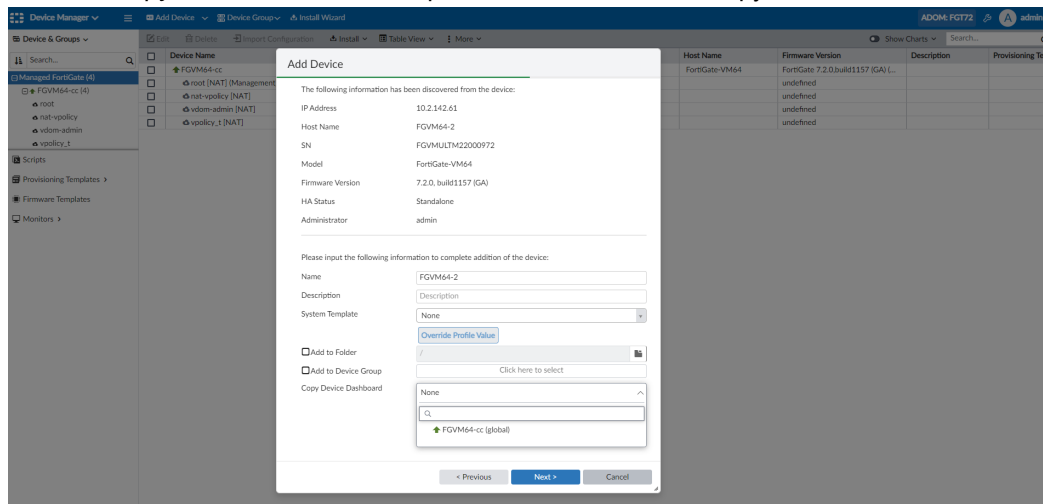 Device Manager
Add Device Device Group Install Wizard
ADOM: FGT72 A admin
Device & Groups
Edit Delete Import Configuration Install Table View More
Show Charts Search...
Search...
Device Name Host Name Firmware Version Description Provisioning Te
Managed FortiGate (4)
FGVM64-cc (4)
root
nat-vpolicy
vdom-admin
vpolicy_t
Scripts
Provisioning Templates >
Firmware Templates
Monitors >
FGVM64-cc FortiGate-VM64 FortiGate 7.2.0,build1157 (GA) (...
root [NAT] (Management undefined
nat-vpolicy [NAT] undefined
vdom-admin [NAT] undefined
vpolicy_t [NAT] undefined
Add Device
The following information has been discovered from the device:
IP Address 10.2.142.61
Host Name FGVM64-2
SN FGVMULTM22000972
Model FortiGate-VM64
Firmware Version 7.2.0, build1157 (GA)
HA Status Standalone
Administrator admin
Please input the following information to complete addition of the device:
Name FGVM64-2
Description Description
System Template None
Override Profile Value
Add to Folder /
Add to Device Group Click here to select
Copy Device Dashboard None
FGVM64-cc (global)
< Previous Next > Cancel